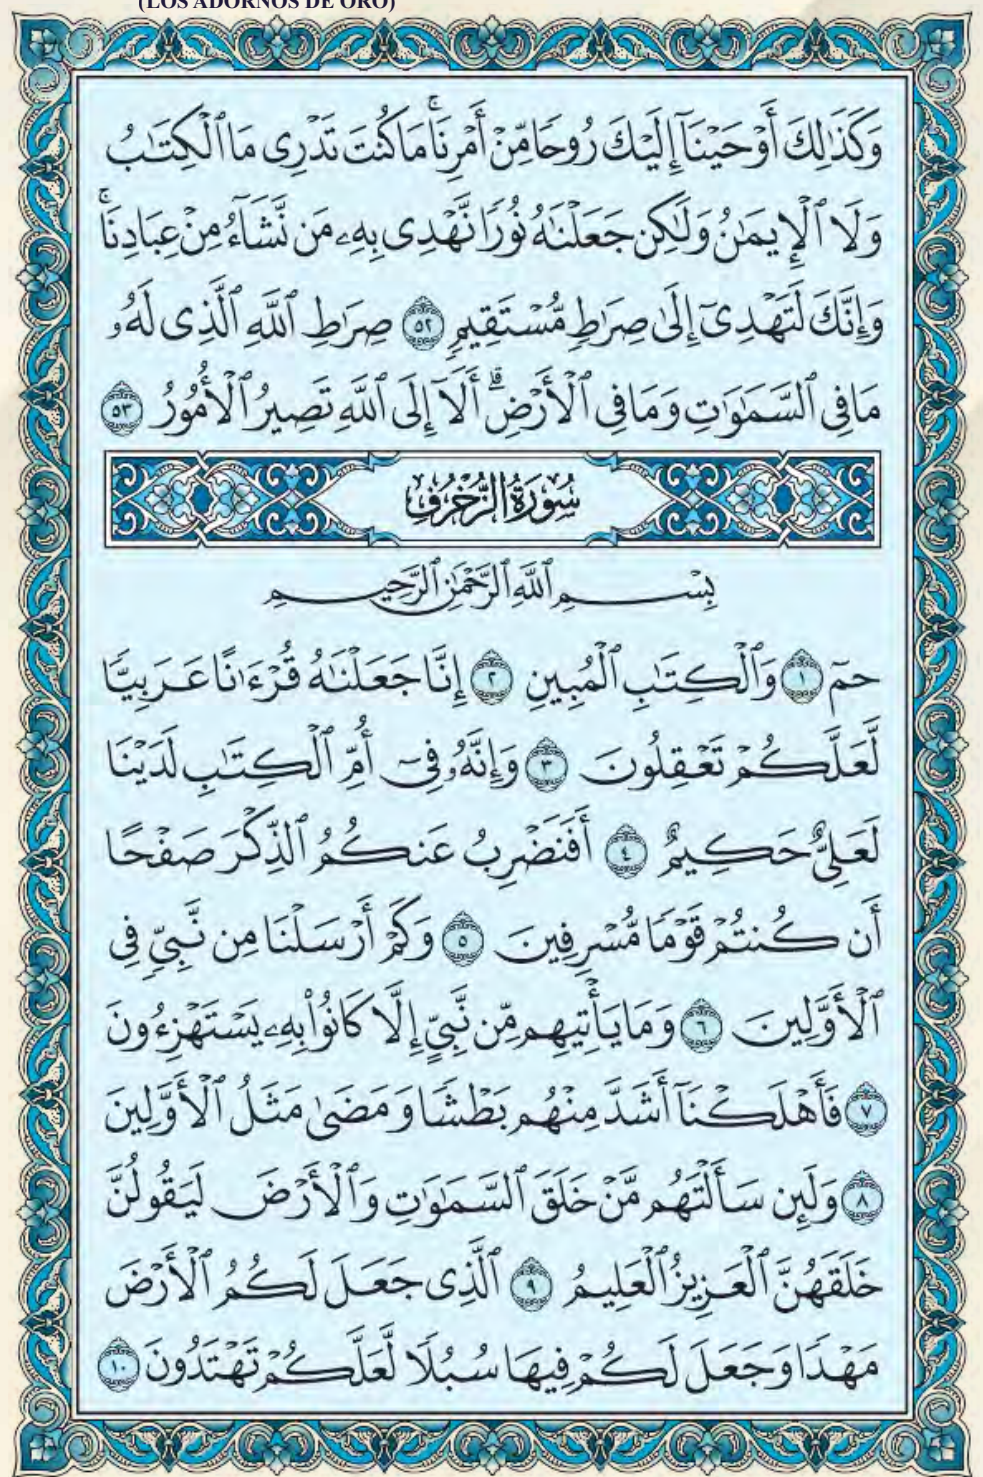 (LOS ADORNOS DE ORO)
وَكَذَٰلِكَ أَوْحَيْنَآ إِلَيْكَ رُوحًا مِّنْ أَمْرِنَاۚ مَا كُنتَ تَدْرِى مَا ٱلْكِتَٰبُ
وَلَا ٱلْإِيمَٰنُ وَلَٰكِن جَعَلْنَٰهُ نُورًا نَّهْدِى بِهِۦ مَن نَّشَآءُ مِنْ عِبَادِنَاۚ
وَإِنَّكَ لَتَهْدِىٓ إِلَىٰ صِرَٰطٍ مُّسْتَقِيمٍ ٥٢ صِرَٰطِ ٱللَّهِ ٱلَّذِى لَهُۥ
مَا فِى ٱلسَّمَٰوَٰتِ وَمَا فِى ٱلْأَرْضِۗ أَلَآ إِلَى ٱللَّهِ تَصِيرُ ٱلْأُمُورُ ٥٣
سُورَةُ الزُّخْرُفِ
بِسْمِ ٱللَّهِ ٱلرَّحْمَٰنِ ٱلرَّحِيمِ
حمٓ ١ وَٱلْكِتَٰبِ ٱلْمُبِينِ ٢ إِنَّا جَعَلْنَٰهُ قُرْءَٰنًا عَرَبِيًّا
لَّعَلَّكُمْ تَعْقِلُونَ ٣ وَإِنَّهُۥ فِىٓ أُمِّ ٱلْكِتَٰبِ لَدَيْنَا
لَعَلِىٌّ حَكِيمٌ ٤ أَفَنَضْرِبُ عَنكُمُ ٱلذِّكْرَ صَفْحًا
أَن كُنتُمْ قَوْمًا مُّسْرِفِينَ ٥ وَكَمْ أَرْسَلْنَا مِن نَّبِىٍّ فِى
ٱلْأَوَّلِينَ ٦ وَمَا يَأْتِيهِم مِّن نَّبِىٍّ إِلَّا كَانُوا۟ بِهِۦ يَسْتَهْزِءُونَ
٧ فَأَهْلَكْنَآ أَشَدَّ مِنْهُم بَطْشًا وَمَضَىٰ مَثَلُ ٱلْأَوَّلِينَ
٨ وَلَئِن سَأَلْتَهُم مَّنْ خَلَقَ ٱلسَّمَٰوَٰتِ وَٱلْأَرْضَ لَيَقُولُنَّ
خَلَقَهُنَّ ٱلْعَزِيزُ ٱلْعَلِيمُ ٩ ٱلَّذِى جَعَلَ لَكُمُ ٱلْأَرْضَ
مَهْدًا وَجَعَلَ لَكُمْ فِيهَا سُبُلًا لَّعَلَّكُمْ تَهْتَدُونَ ١٠